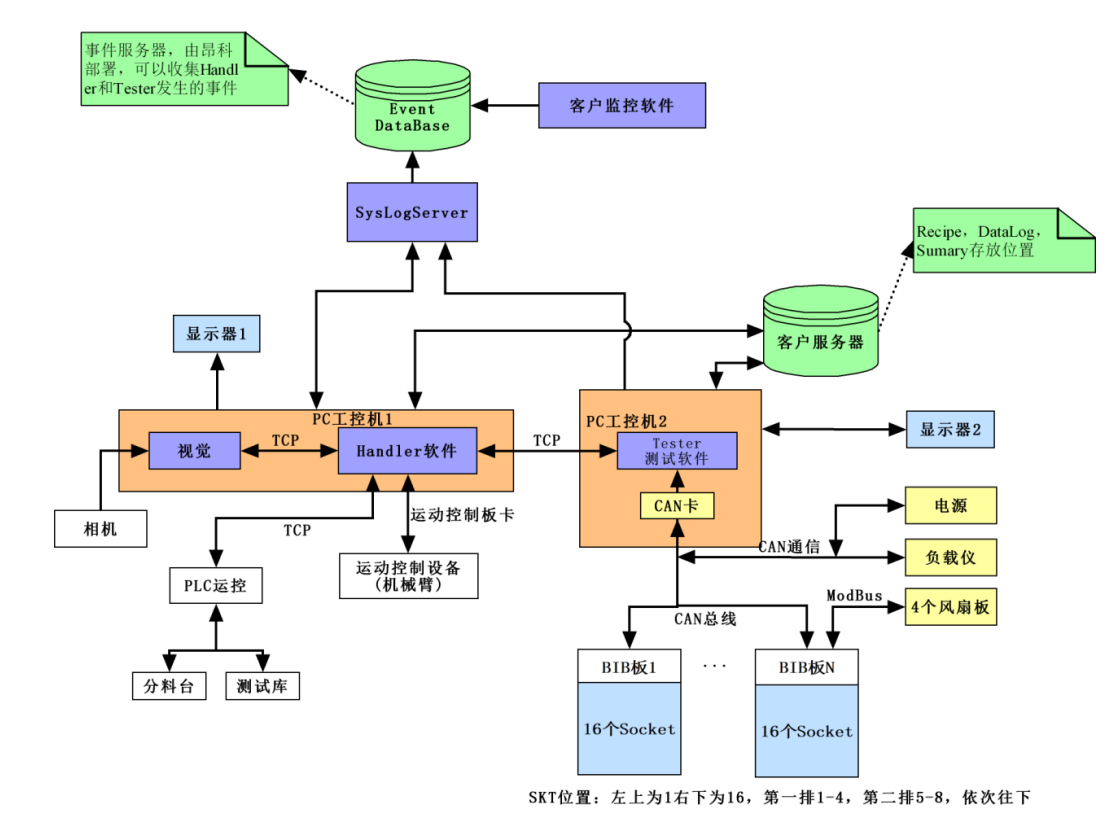 事件服务器，由昂科
部署，可以收集Handl
er和Tester发生的事件
Event
DataBase
客户监控软件
SysLogServer
Recipe，DataLog，
Sumary存放位置
显示器1
客户服务器
PC工控机1
视觉
TCP
Handler软件
TCP
PC工控机2
Tester
测试软件
显示器2
CAN卡
相机
TCP
运动控制板卡
电源
CAN通信
负载仪
PLC运控
运动控制设备
(机械臂)
ModBus
4个风扇板
CAN总线
分料台
测试库
BIB板1
...
BIB板N
16个Socket
16个Socket
SKT位置：左上为1右下为16，第一排1-4，第二排5-8，依次往下